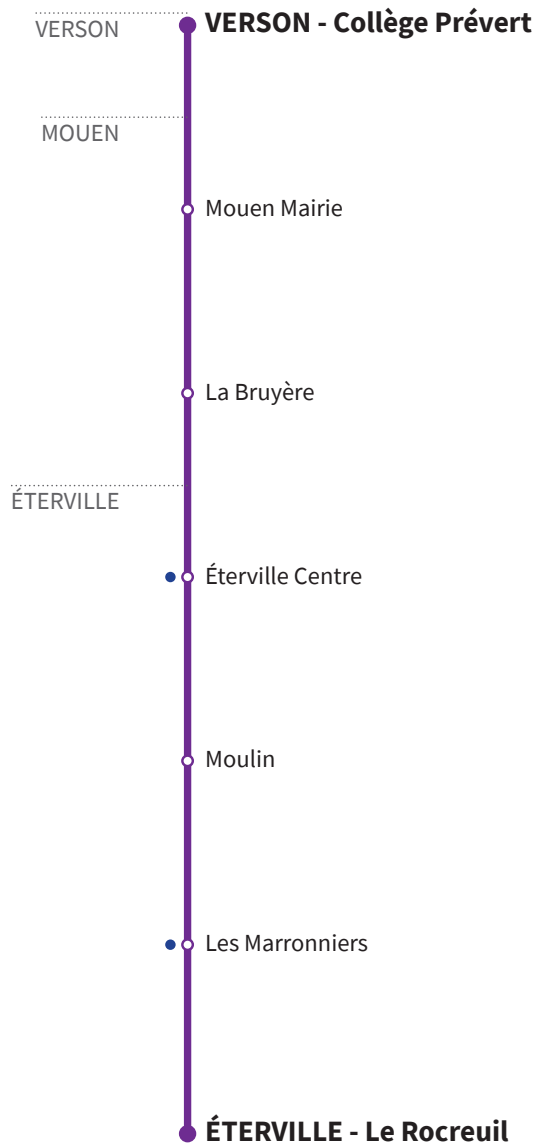 VERSON
VERSON - Collège Prévert
MOUEN
Mouen Mairie
La Bruyère
ÉTERVILLE
Éterville Centre
Moulin
Les Marronniers
ÉTERVILLE - Le Rocreuil